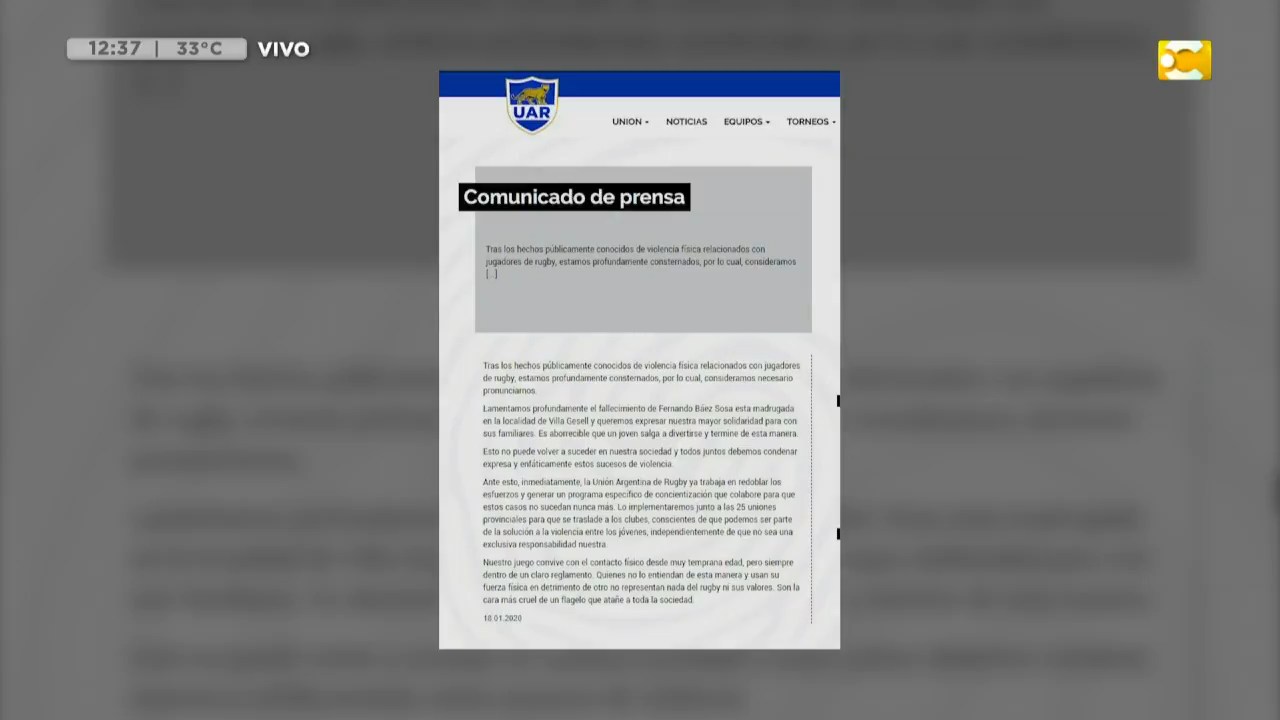 12:37 | 33°C VIVO
UAR
UNION NOTICIAS EQUIPOS TORNEOS
Comunicado de prensa
Tras los hechos públicamente conocidos de violencia física relacionados con
jugadores de rugby, estamos profundamente consternados, por lo cual, consideramos
[...]
Tras los hechos públicamente conocidos de violencia física relacionados con jugadores
de rugby, estamos profundamente consternados, por lo cual, consideramos necesario
pronunciarnos.
Lamentamos profundamente el fallecimiento de Fernando Báez Sosa esta madrugada
en la localidad de Villa Gesell y queremos expresar nuestra mayor solidaridad para con
sus familiares. Es aborrecible que un joven salga a divertirse y termine de esta manera.
Esto no puede volver a suceder en nuestra sociedad y todos juntos debemos condenar
expresa y enfáticamente estos sucesos de violencia.
Ante esto, inmediatamente, la Unión Argentina de Rugby ya trabaja en redoblar los
esfuerzos y generar un programa específico de concientización que colabore para que
estos casos no sucedan nunca más. Lo implementaremos junto a las 25 uniones
provinciales para que se traslade a los clubes, conscientes de que podemos ser parte
de la solución a la violencia entre los jóvenes, independientemente de que no sea una
exclusiva responsabilidad nuestra.
Nuestro juego convive con el contacto físico desde muy temprana edad, pero siempre
dentro de un claro reglamento. Quienes no lo entiendan de esta manera y usan su
fuerza física en detrimento de otro no representan nada del rugby ni sus valores. Son la
cara más cruel de un flagelo que atañe a toda la sociedad.
18.01.2020